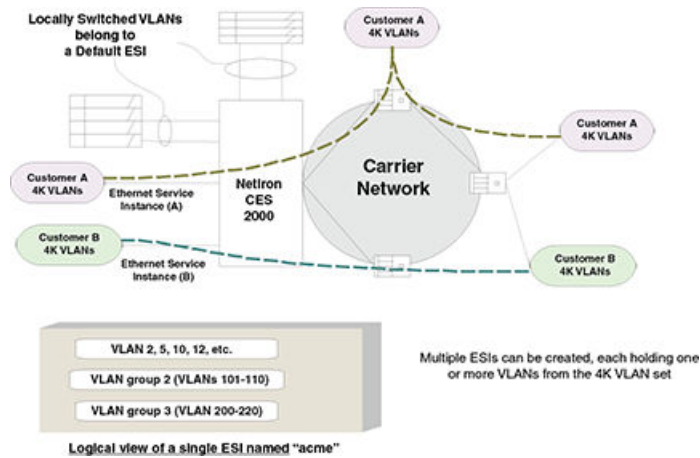 Locally Switched VLANs
belong to
a Default ESI
Customer A
4K VLANs
Customer A
4K VLANs
Customer A
4K VLANs
Ethernet Service
Instance (A)
NetIron
CES
2000
Carrier
Network
Customer B
4K VLANs
Ethernet Service
Instance (B)
Customer B
4K VLANs
VLAN 2, 5, 10, 12, etc.
VLAN group 2 (VLANs 101-110)
VLAN group 3 (VLAN 200-220)
Multiple ESIs can be created, each holding one
or more VLANs from the 4K VLAN set
Logical view of a single ESI named “acme”